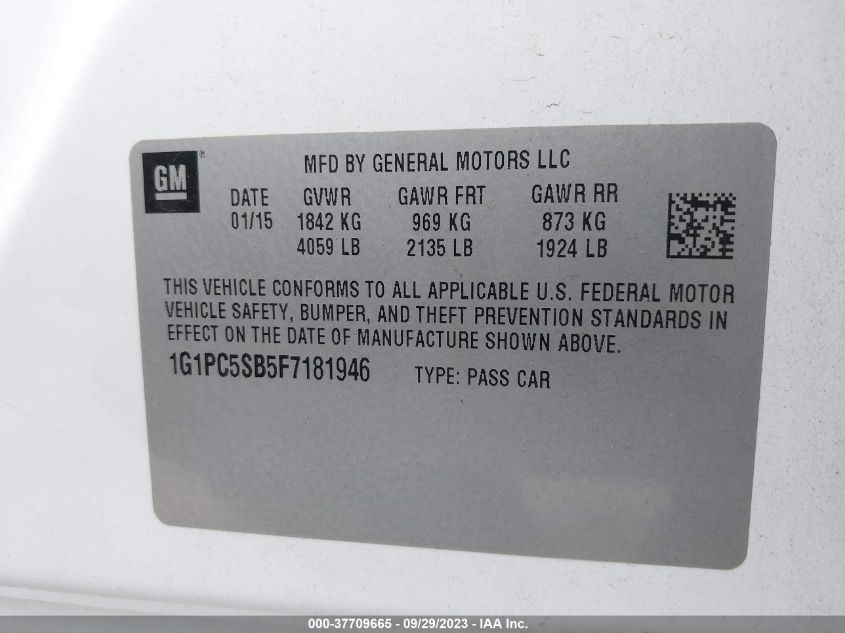 MFD BY GENERAL MOTORS LLC
GM ®
DATE GVWR GAWR FRT GAWR RR
01/15 1842 KG 969 KG 873 KG
4059 LB 2135 LB 1924 LB
THIS VEHICLE CONFORMS TO ALL APPLICABLE U.S. FEDERAL MOTOR
VEHICLE SAFETY, BUMPER, AND THEFT PREVENTION STANDARDS IN
EFFECT ON THE DATE OF MANUFACTURE SHOWN ABOVE.
1G1PC5SB5F7181946 TYPE: PASS CAR
000-37709665 - 09/29/2023 - IAA Inc.